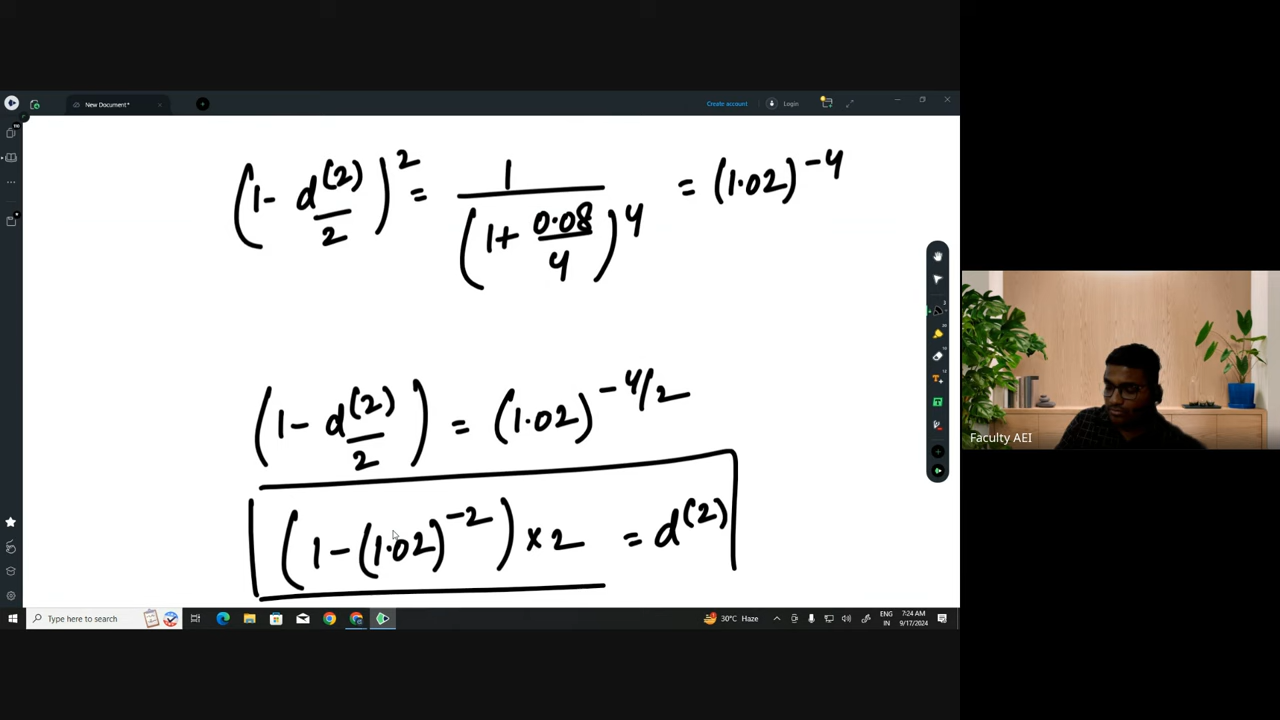 New Document*
Create account
Login
(1 - d^(2)/2)^2 = 1/(1 + 0.08/4)^4 = (1.02)^-4
(1 - d^(2)/2) = (1.02)^-4/2
(1 - (1.02)^-2) × 2 = d^(2)
Faculty AEI
Type here to search
30°C Haze
ENG
IN
7:24 AM
9/17/2024